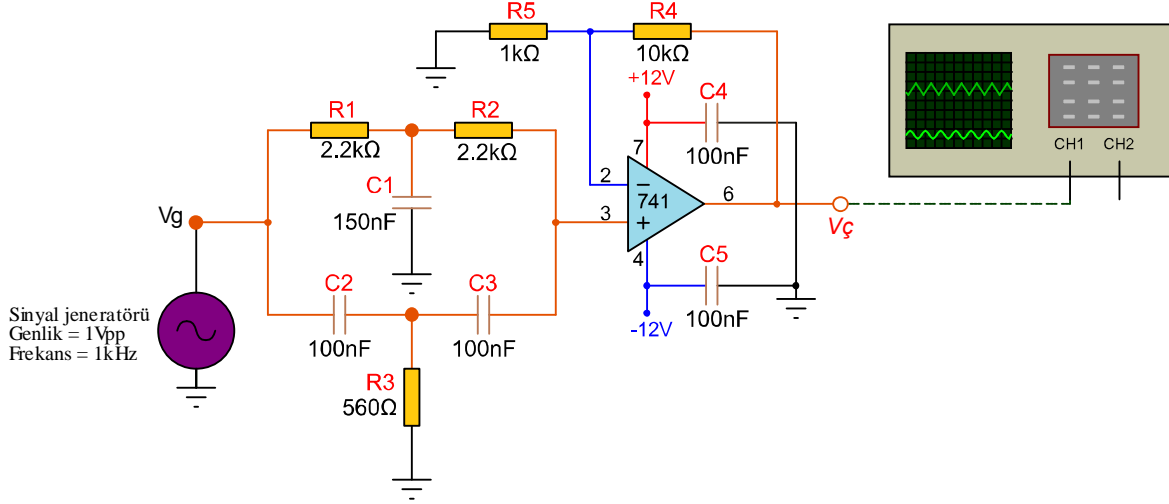 R5
1kΩ
R4
10kΩ
+12V
C4
100nF
R1
2.2kΩ
R2
2.2kΩ
7
2
3
741
6
4
CH1
CH2
C1
150nF
Vg
Vç
C2
100nF
C3
100nF
C5
100nF
-12V
Sinyal jeneratörü
Genlik = 1Vpp
Frekans = 1kHz
R3
560Ω